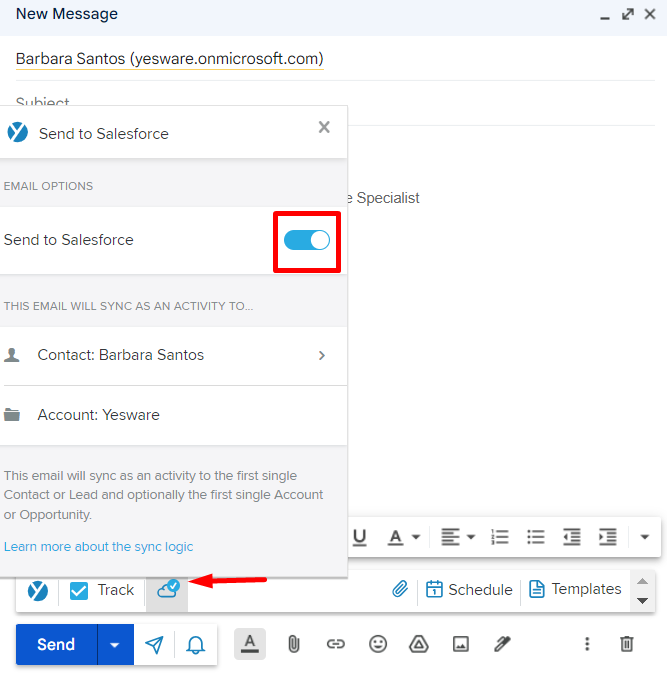 New Message
Barbara Santos (yesware.onmicrosoft.com)
Subject
Send to Salesforce
EMAIL OPTIONS
e Specialist
Send to Salesforce
THIS EMAIL WILL SYNC AS AN ACTIVITY TO...
Contact: Barbara Santos
Account: Yesware
This email will sync as an activity to the first single
Contact or Lead and optionally the first single Account
or Opportunity.
Learn more about the sync logic
U A
Track Schedule Templates
Send A